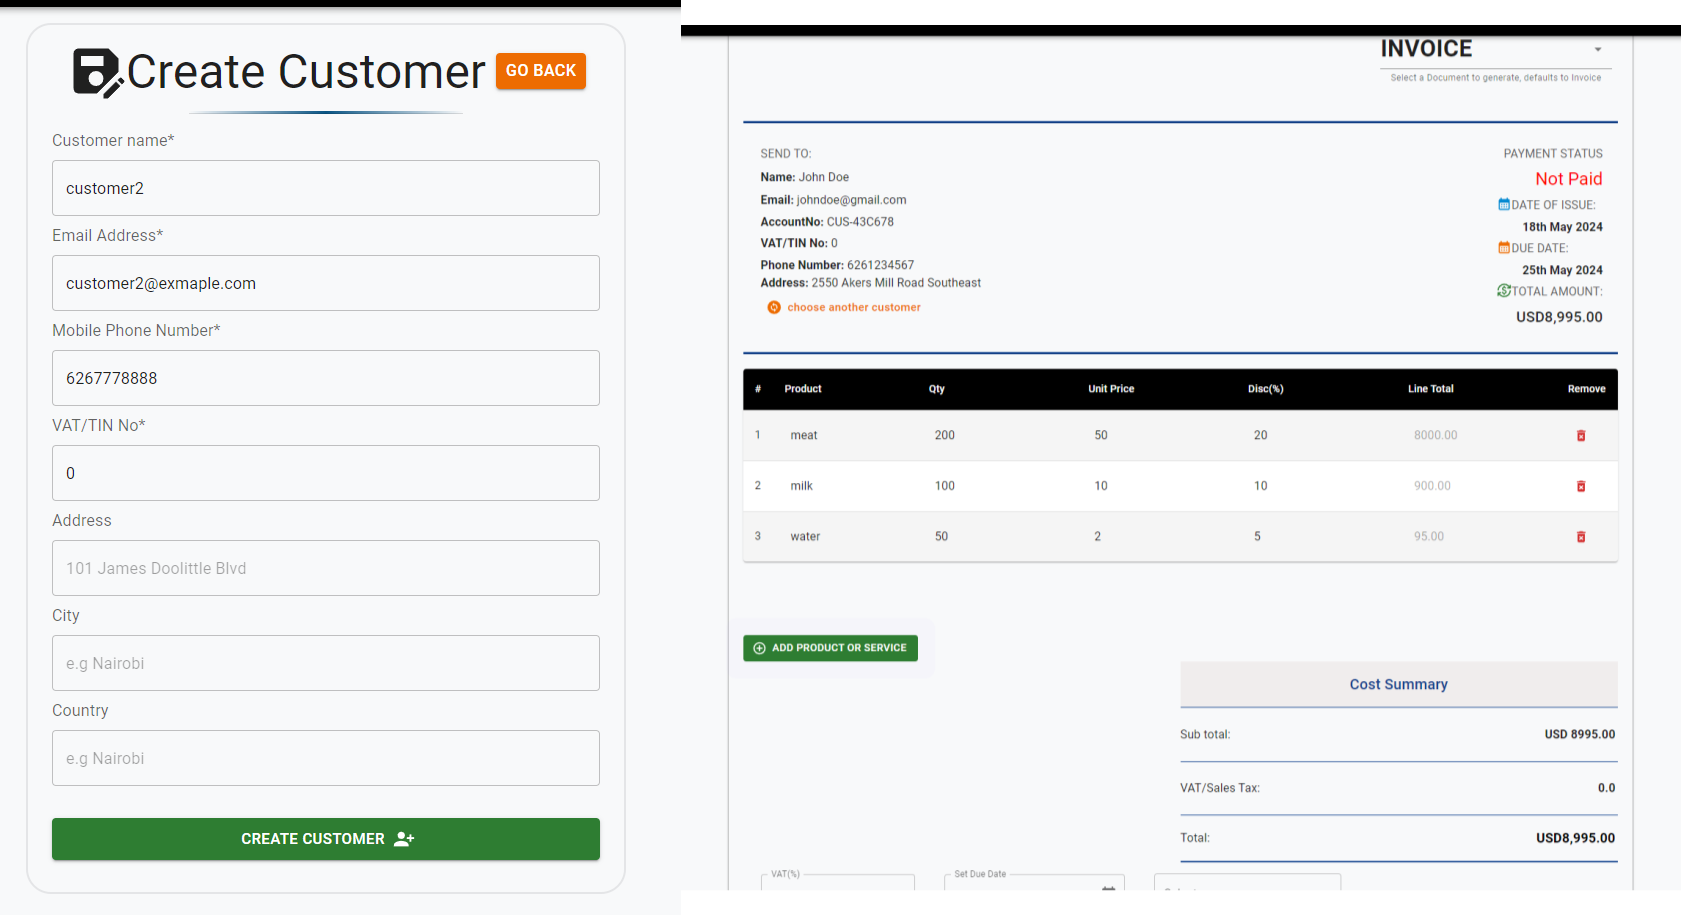 Create Customer
GO BACK
Customer name*
customer2
Email Address*
customer2@exmaple.com
Mobile Phone Number*
6267778888
VAT/TIN No*
0
Address
101 James Doolittle Blvd
City
e.g Nairobi
Country
e.g Nairobi
CREATE CUSTOMER
INVOICE
Select a Document to generate, defaults to Invoice
SEND TO:
Name: John Doe
Email: johndoe@gmail.com
AccountNo: CUS-43C678
VAT/TIN No: 0
Phone Number: 6261234567
Address: 2550 Akers Mill Road Southeast
choose another customer
PAYMENT STATUS
Not Paid
DATE OF ISSUE:
18th May 2024
DUE DATE:
25th May 2024
TOTAL AMOUNT:
USD8,995.00
# Product Qty Unit Price Disc(%) Line Total Remove
1 meat 200 50 20 8000.00
2 milk 100 10 10 900.00
3 water 50 2 5 95.00
ADD PRODUCT OR SERVICE
Cost Summary
Sub total: USD 8995.00
VAT/Sales Tax: 0.0
Total: USD8,995.00
VAT(%) Set Due Date